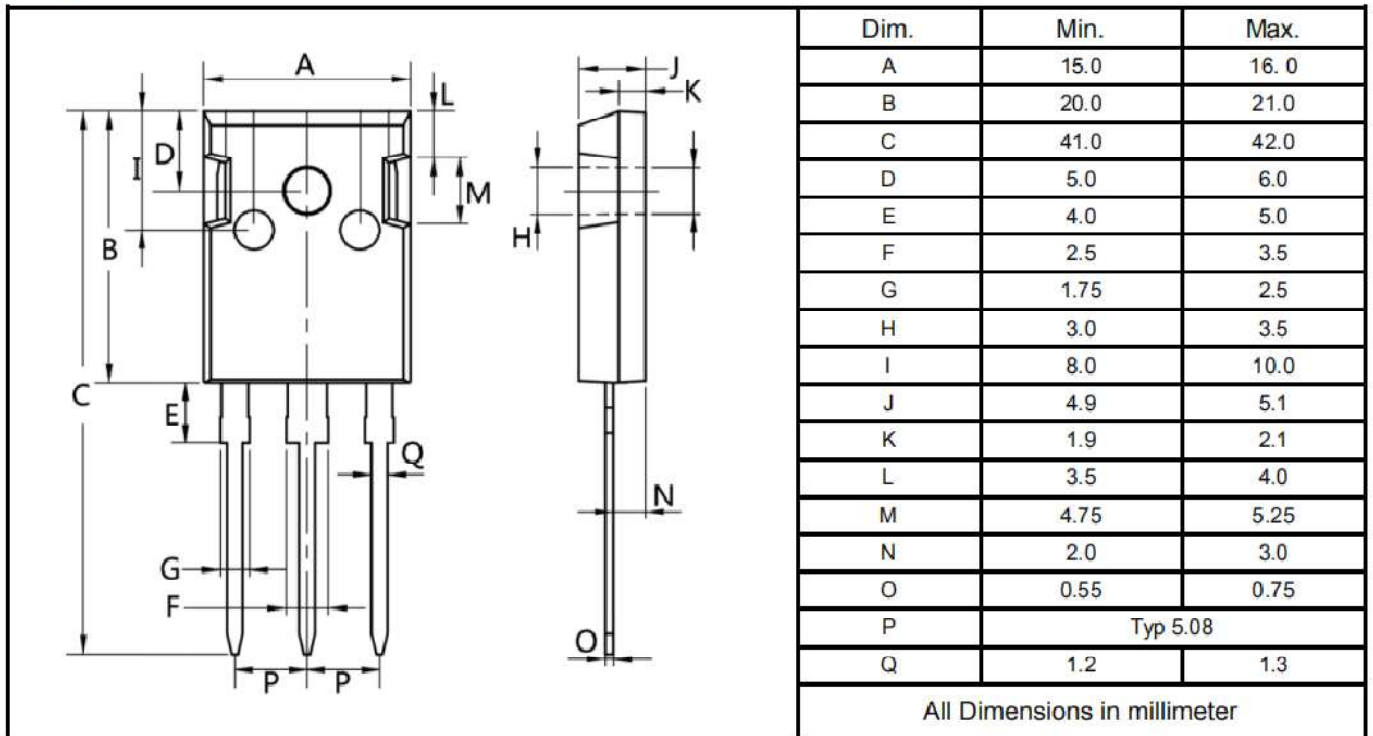 A
L
J
K
D
I
M
H
B
C
E
Q
N
G
F
O
P P
Dim. Min. Max.
A 15.0 16. 0
B 20.0 21.0
C 41.0 42.0
D 5.0 6.0
E 4.0 5.0
F 2.5 3.5
G 1.75 2.5
H 3.0 3.5
I 8.0 10.0
J 4.9 5.1
K 1.9 2.1
L 3.5 4.0
M 4.75 5.25
N 2.0 3.0
O 0.55 0.75
P Typ 5.08
Q 1.2 1.3
All Dimensions in millimeter